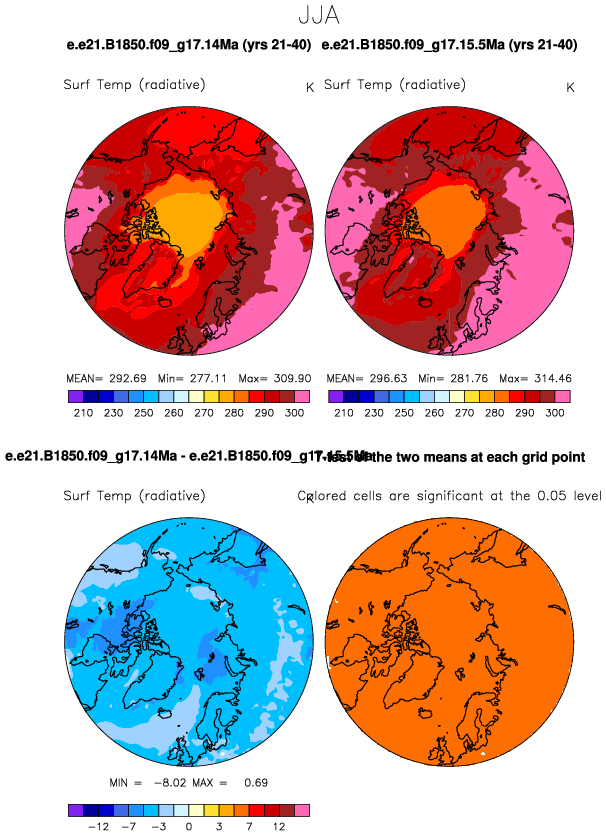 JJA
e.e21.B1850.f09_g17.14Ma (yrs 21-40) e.e21.B1850.f09_g17.15.5Ma (yrs 21-40)
Surf Temp (radiative) K Surf Temp (radiative) K
MEAN= 292.69 Min= 277.11 Max= 309.90 MEAN= 296.63 Min= 281.76 Max= 314.46
210 230 250 260 270 280 290 300 210 230 250 260 270 280 290 300
e.e21.B1850.f09_g17.14Ma - e.e21.B1850.f09_g17.15.5Ma T-test of the two means at each grid point
Surf Temp (radiative) K Colored cells are significant at the 0.05 level
MIN = -8.02 MAX = 0.69
-12 -7 -3 0 3 7 12